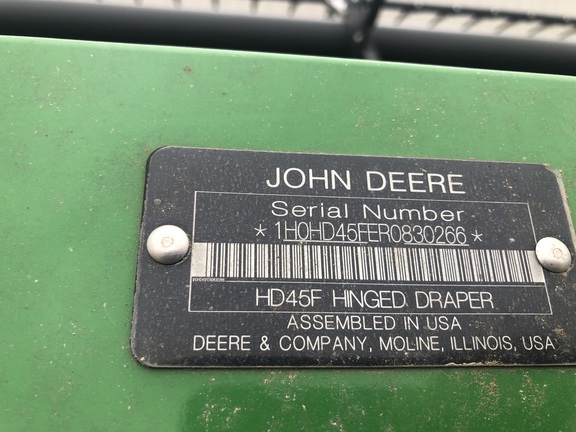 JOHN DEERE
Serial Number
*1H0HD45FER0830266*
HD45F HINGED DRAPER
ASSEMBLED IN USA
DEERE & COMPANY, MOLINE, ILLINOIS, USA